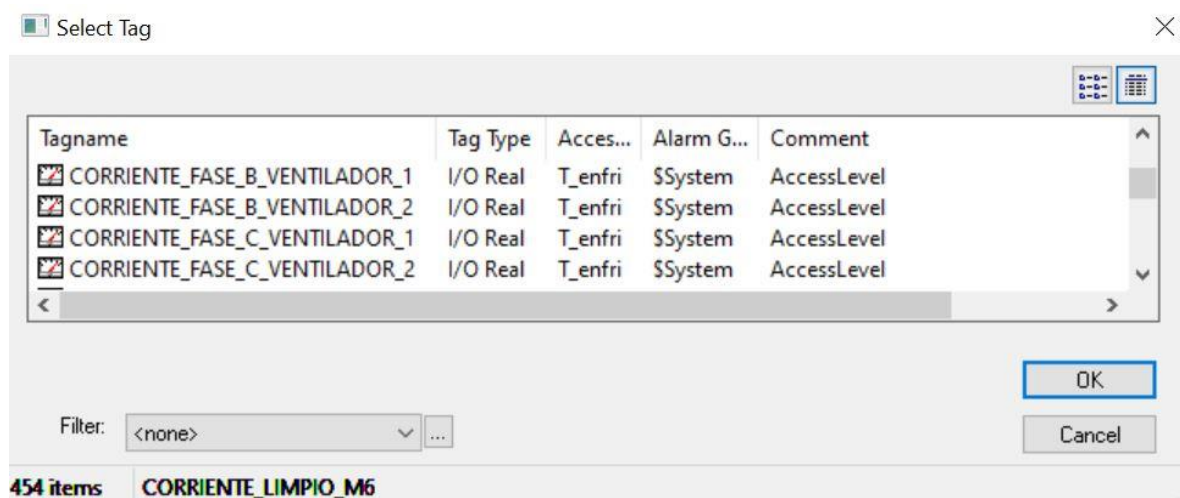 Select Tag
Tagname Tag Type Acces... Alarm G... Comment
CORRIENTE_FASE_B_VENTILADOR_1 I/O Real T_enfri $System AccessLevel
CORRIENTE_FASE_B_VENTILADOR_2 I/O Real T_enfri $System AccessLevel
CORRIENTE_FASE_C_VENTILADOR_1 I/O Real T_enfri $System AccessLevel
CORRIENTE_FASE_C_VENTILADOR_2 I/O Real T_enfri $System AccessLevel
OK
Filter: <none> ... Cancel
454 items CORRIENTE_LIMPIO_M6